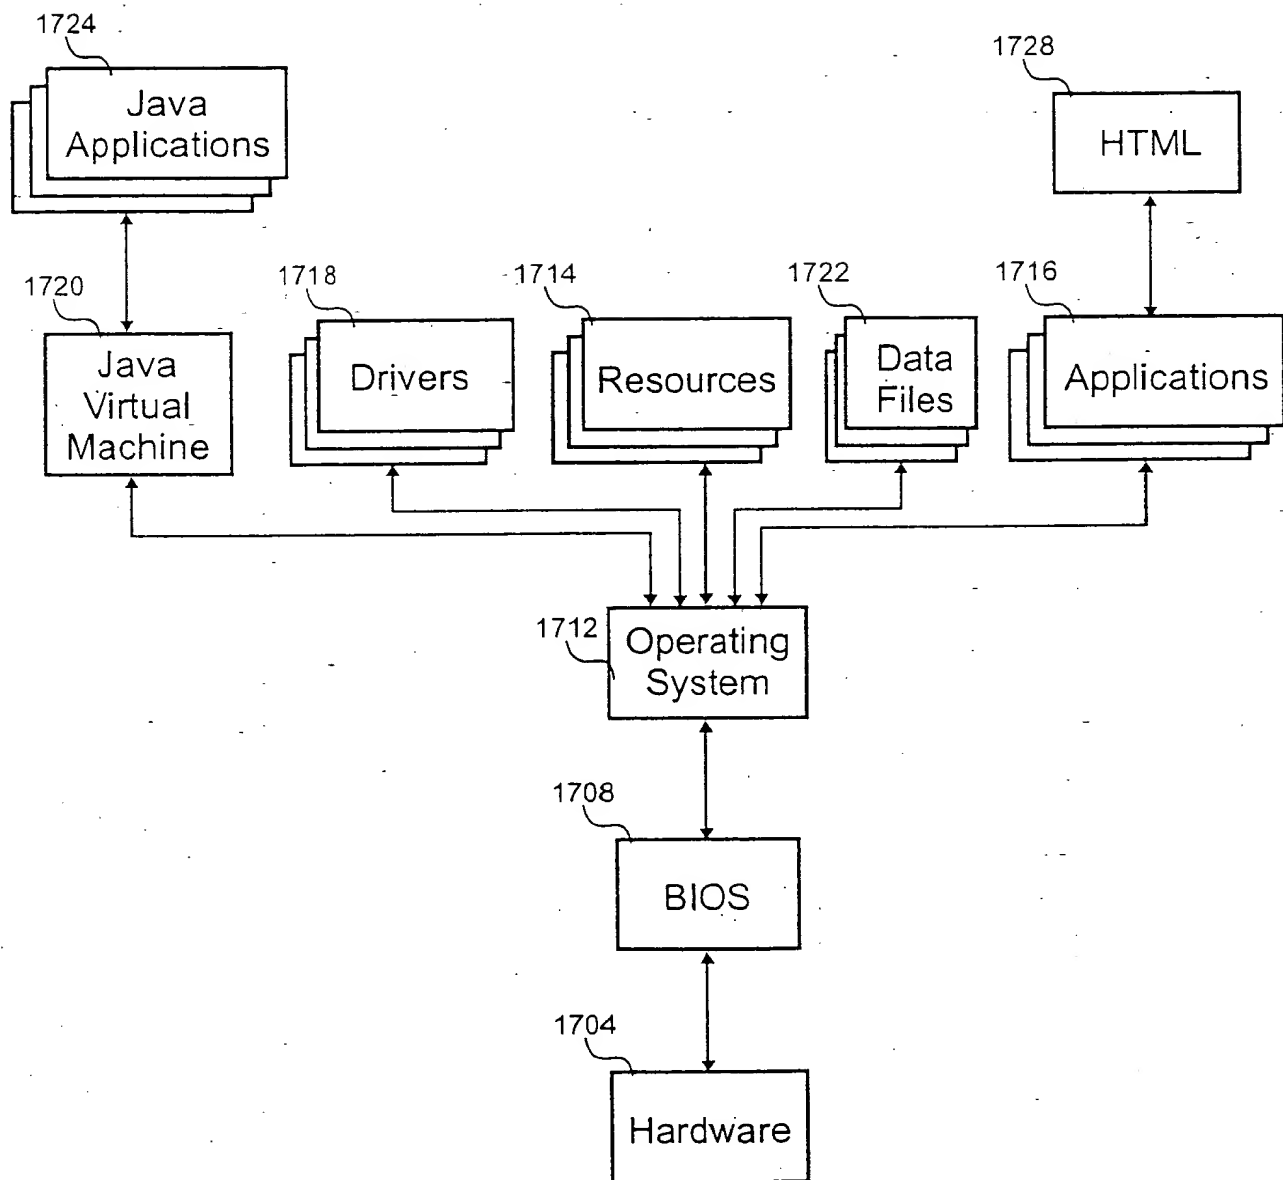 1724
Java
Applications
1728
HTML
1720
Java
Virtual
Machine
1718
Drivers
1714
Resources
1722
Data
Files
1716
Applications
1712
Operating
System
1708
BIOS
1704
Hardware